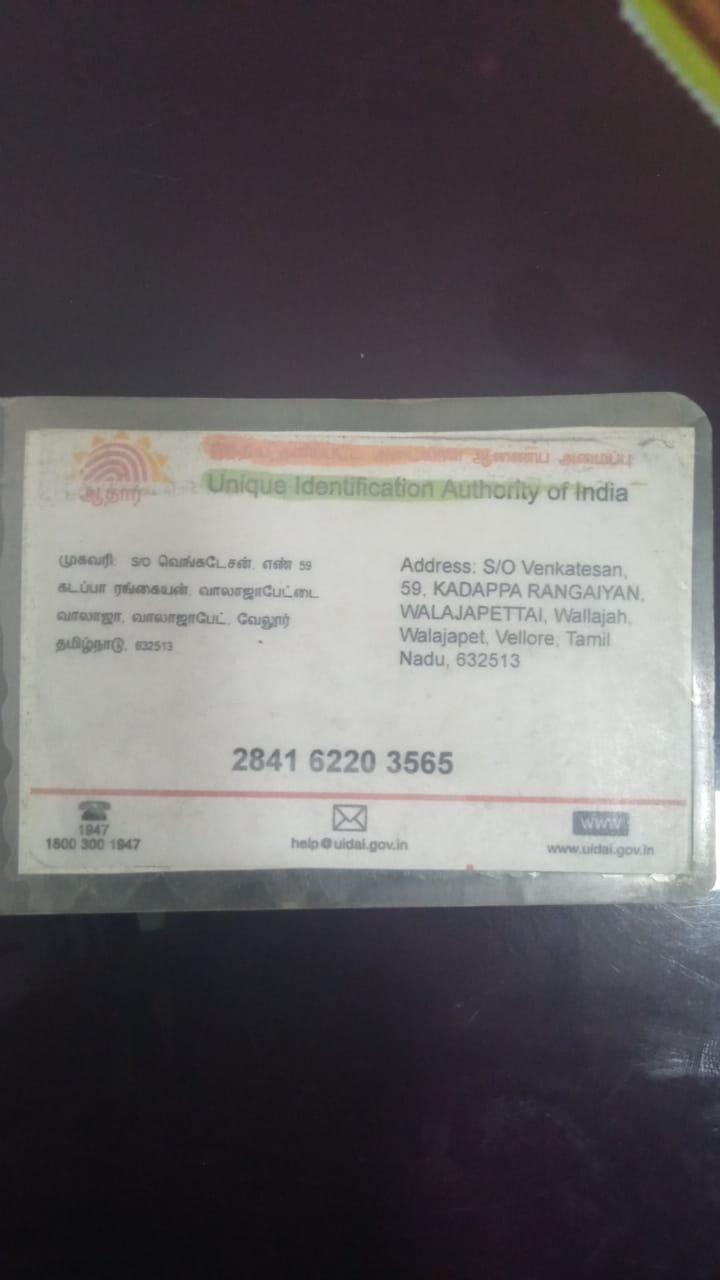 ஆதார்
ஆணைய அமைப்பு
Unique Identification Authority of India
முகவரி: S/O வெங்கடேசன், எண் 59
கடப்பா ரங்கையன், வாலாஜாபேட்டை
வாலாஜா, வாலாஜாபேட், வேலூர்
தமிழ்நாடு, 632513
Address: S/O Venkatesan,
59, KADAPPA RANGAIYAN,
WALAJAPETTAI, Wallajah,
Walajapet, Vellore, Tamil
Nadu, 632513
2841 6220 3565
1947
1800 300 1947
help@uidai.gov.in
WWW
www.uidai.gov.in